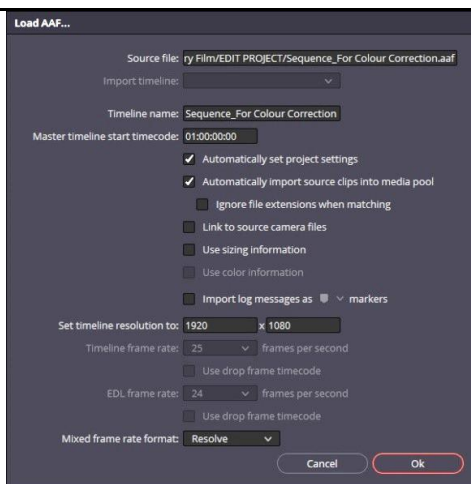 Load AAF...
Source file: ry Film/EDIT PROJECT/Sequence_For Colour Correction.aaf
Import timeline:
Timeline name: Sequence_For Colour Correction
Master timeline start timecode: 01:00:00:00
Automatically set project settings
Automatically import source clips into media pool
Ignore file extensions when matching
Link to source camera files
Use sizing information
Use color information
Import log messages as markers
Set timeline resolution to: 1920 x 1080
Timeline frame rate: 25 frames per second
Use drop frame timecode
EDL frame rate: 24 frames per second
Use drop frame timecode
Mixed frame rate format: Resolve
Cancel Ok